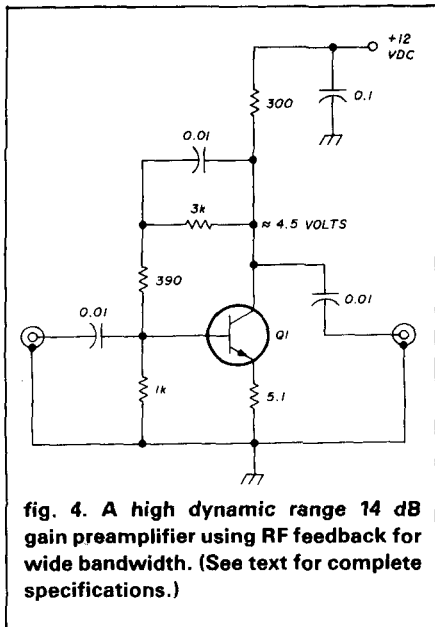 +12
VDC
300
0.1
0.01
3k
≈ 4.5 VOLTS
390
0.01
0.01
Q1
1k
5.1
fig. 4. A high dynamic range 14 dB
gain preamplifier using RF feedback for
wide bandwidth. (See text for complete
specifications.)